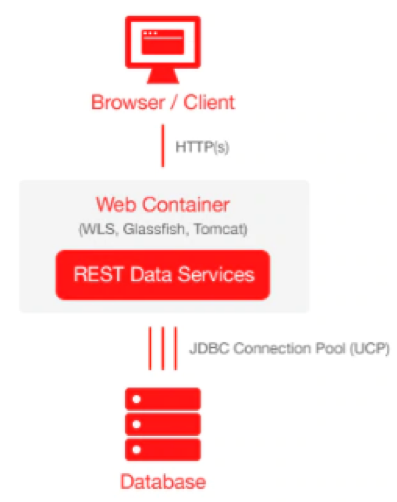 Browser / Client
HTTP(s)
Web Container
(WLS, Glassfish, Tomcat)
REST Data Services
JDBC Connection Pool (UCP)
Database